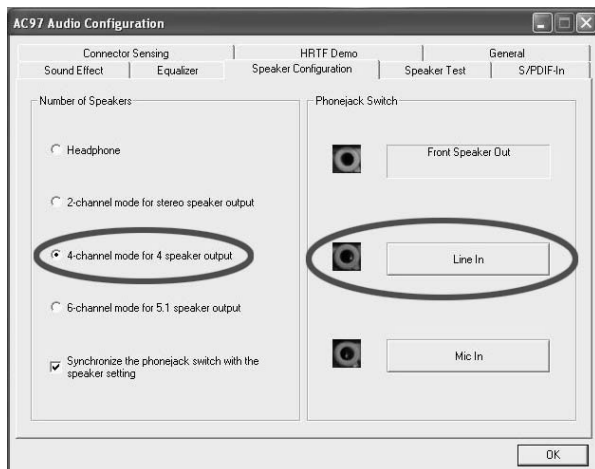 AC97 Audio Configuration
Connector Sensing
HRTF Demo
General
Sound Effect
Equalizer
Speaker Configuration
Speaker Test
S/PDIF-In
Number of Speakers
Headphone
2-channel mode for stereo speaker output
4-channel mode for 4 speaker output
6-channel mode for 5.1 speaker output
Synchronize the phonejack switch with the
speaker setting
Phonejack Switch
Front Speaker Out
Line In
Mic In
OK